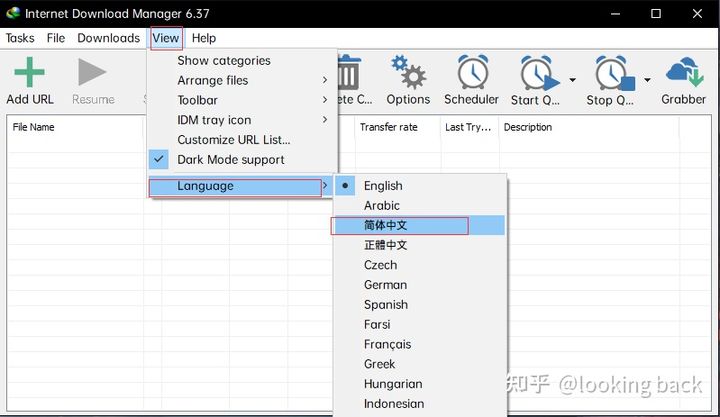 Internet Download Manager 6.37
Tasks File Downloads View Help
Add URL
Resume
S
ete C...
Options
Scheduler
Start Q...
Stop Q...
Grabber
Show categories
Arrange files
Toolbar
IDM tray icon
Customize URL List...
Dark Mode support
Language
File Name
Transfer rate
Last Try...
Description
English
Arabic
简体中文
正體中文
Czech
German
Spanish
Farsi
Français
Greek
Hungarian
Indonesian
知乎 @looking back